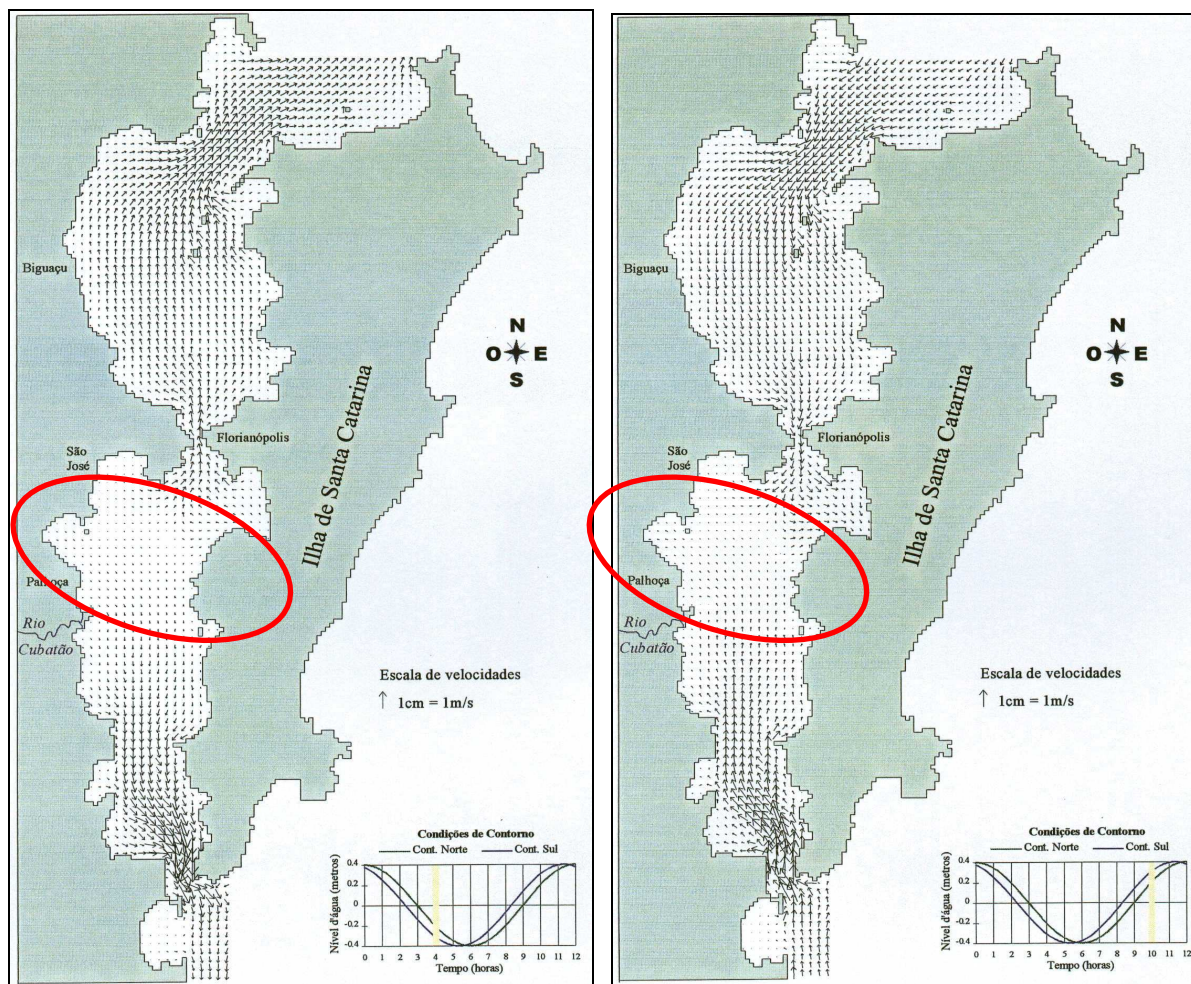 Biguaçu
N
O E
S
Florianópolis
São
José
Ilha de Santa Catarina
Palhoça
Rio
Cubatão
Escala de velocidades
↑ 1cm = 1m/s
Condições de Contorno
Cont. Norte Cont. Sul
Nível d'água (metros)
0.4
0.2
0
-0.2
-0.4
0 1 2 3 4 5 6 7 8 9 10 11 12
Tempo (horas)
Biguaçu
N
O E
S
Florianópolis
São
José
Ilha de Santa Catarina
Palhoça
Rio
Cubatão
Escala de velocidades
↑ 1cm = 1m/s
Condições de Contorno
Cont. Norte Cont. Sul
Nível d'água (metros)
0.4
0.2
0
-0.2
-0.4
0 1 2 3 4 5 6 7 8 9 10 11 12
Tempo (horas)